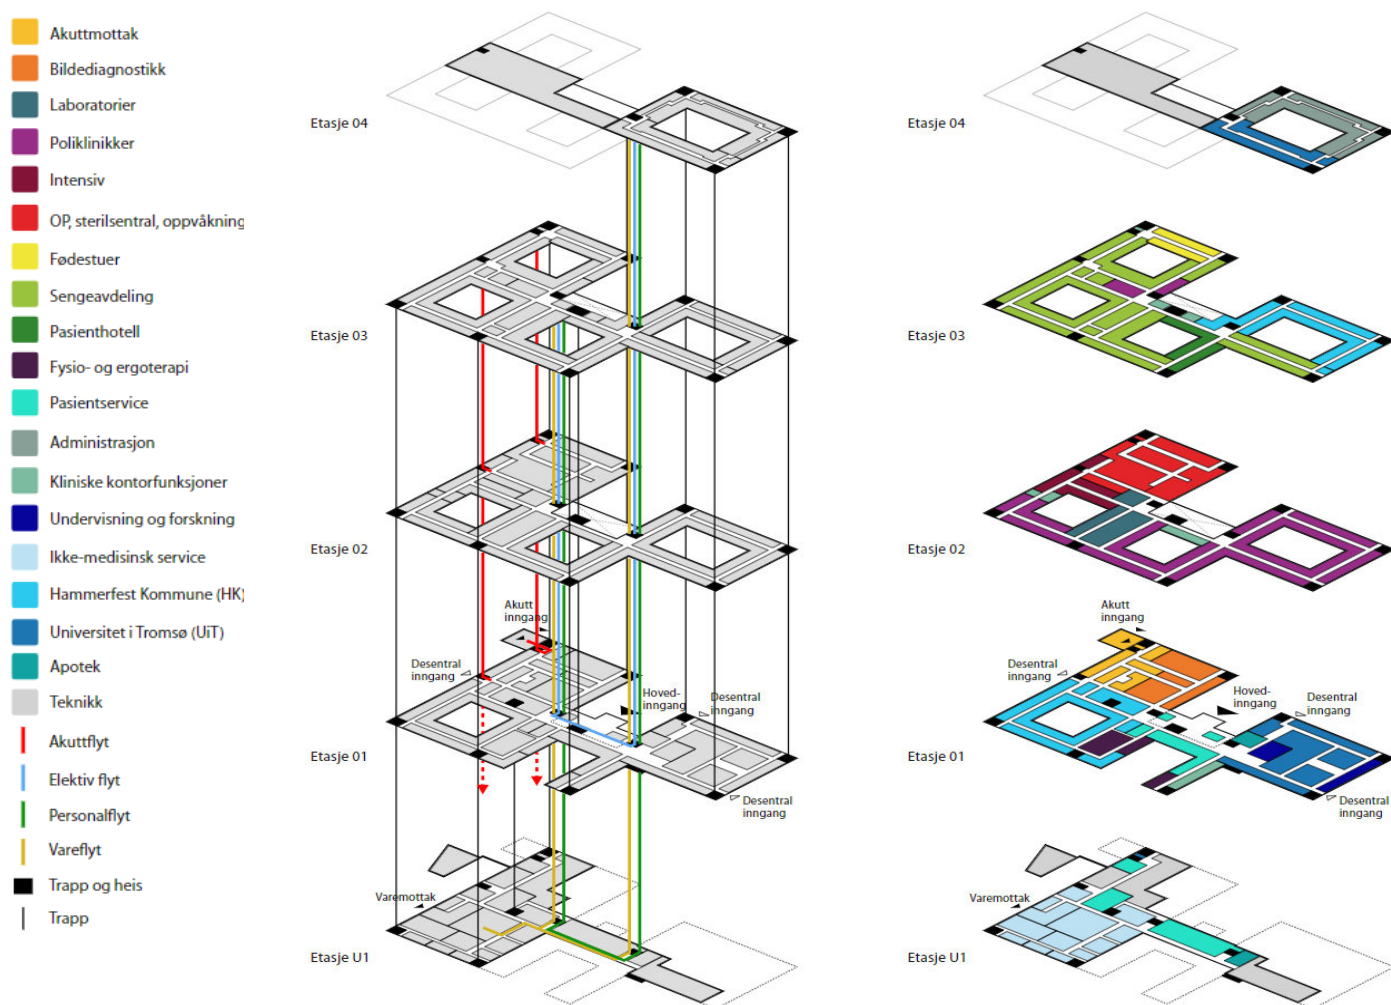 Akuttmottak
Bildediagnostikk
Laboratorier
Poliklinikker
Intensiv
OP, sterilsentral, oppvåkning
Fødestuer
Sengeavdeling
Pasienthotell
Fysio- og ergoterapi
Pasientservice
Administrasjon
Kliniske kontorfunksjoner
Undervisning og forskning
Ikke-medisinsk service
Hammerfest Kommune (HK)
Universitet i Tromsø (UiT)
Apotek
Teknikk
Akuttflyt
Elektiv flyt
Personalflyt
Vareflyt
Trapp og heis
Trapp
Etasje 04
Etasje 03
Etasje 02
Akutt
inngang
Desentral
inngang
Hoved-
inngang
Desentral
inngang
Etasje 01
Desentral
inngang
Varemottak
Etasje U1
Etasje 04
Etasje 03
Etasje 02
Akutt
inngang
Desentral
inngang
Hoved-
inngang
Desentral
inngang
Etasje 01
Desentral
inngang
Varemottak
Etasje U1